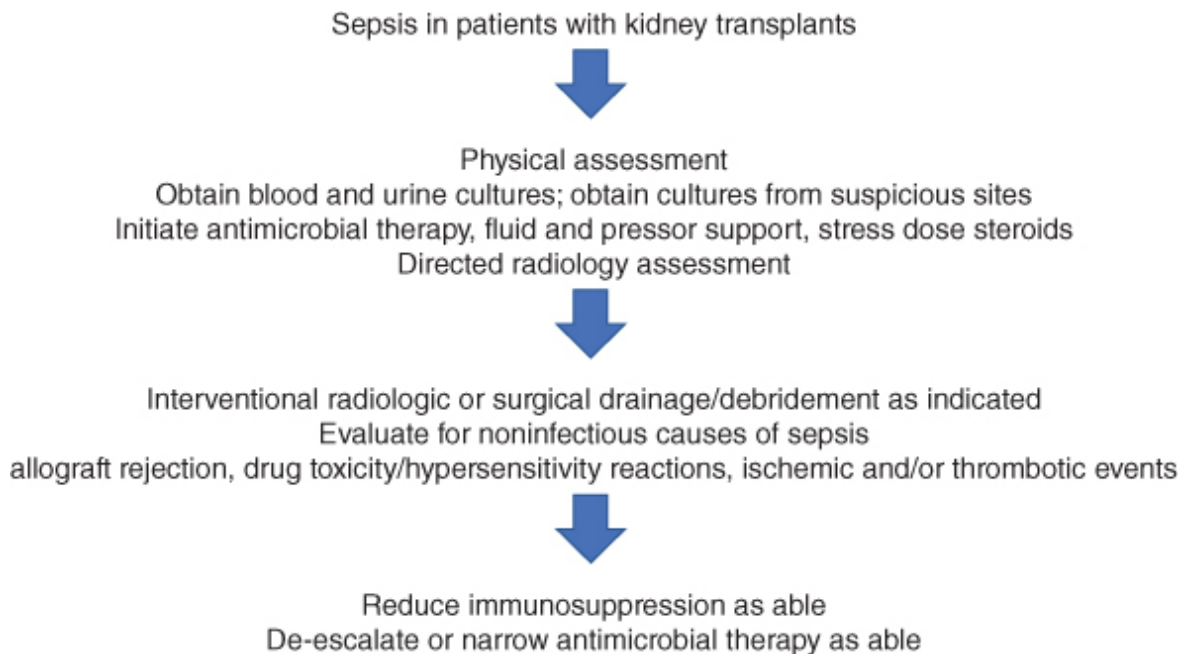 Sepsis in patients with kidney transplants
Physical assessment
Obtain blood and urine cultures; obtain cultures from suspicious sites
Initiate antimicrobial therapy, fluid and pressor support, stress dose steroids
Directed radiology assessment
Interventional radiologic or surgical drainage/debridement as indicated
Evaluate for noninfectious causes of sepsis
allograft rejection, drug toxicity/hypersensitivity reactions, ischemic and/or thrombotic events
Reduce immunosuppression as able
De-escalate or narrow antimicrobial therapy as able